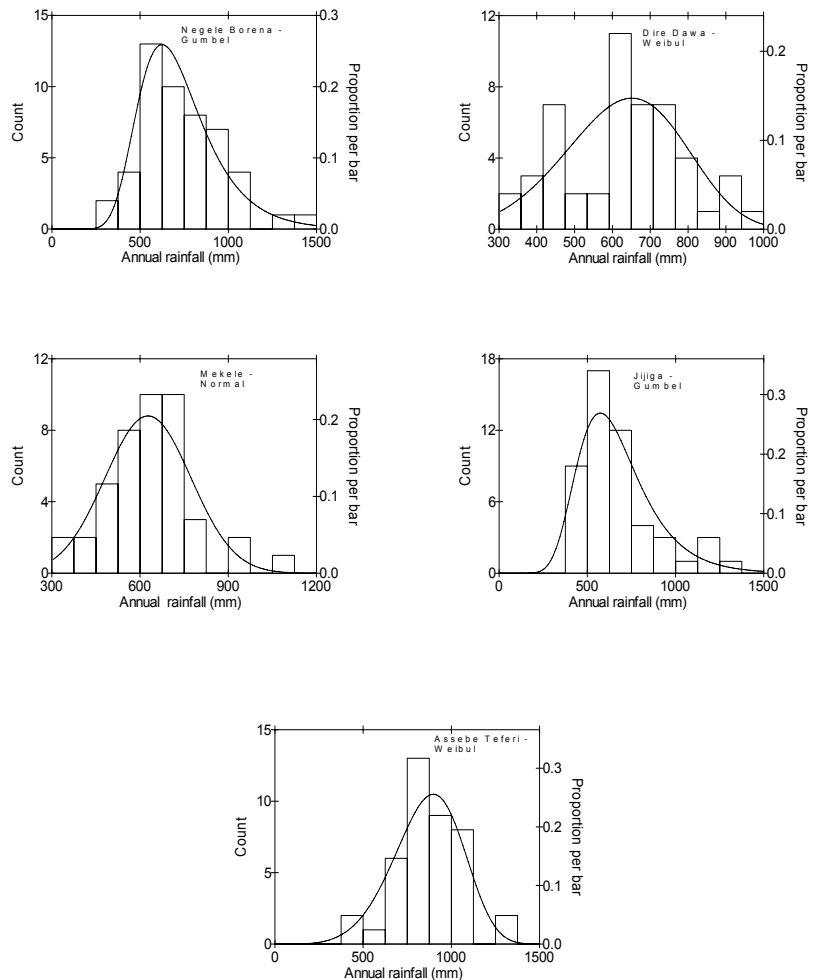 15
10
5
0
Count
Negele Borena -
Gumbel
0.3
0.2
0.1
0.0
Proportion per bar
0 500 1000 1500
Annual rainfall (mm)
12
8
4
0
Count
Dire Dawa -
Weibul
0.2
0.1
0.0
Proportion per bar
300 400 500 600 700 800 900 1000
Annual rainfall (mm)
12
8
4
0
Count
Mekele -
Normal
0.2
0.1
0.0
Proportion per bar
300 600 900 1200
Annual rainfall (mm)
18
12
6
0
Count
Jijiga -
Gumbel
0.3
0.2
0.1
0.0
Proportion per bar
0 500 1000 1500
Annual rainfall (mm)
15
10
5
0
Count
Assebe Teferi -
Weibul
0.3
0.2
0.1
0.0
Proportion per bar
0 500 1000 1500
Annual rainfall (mm)